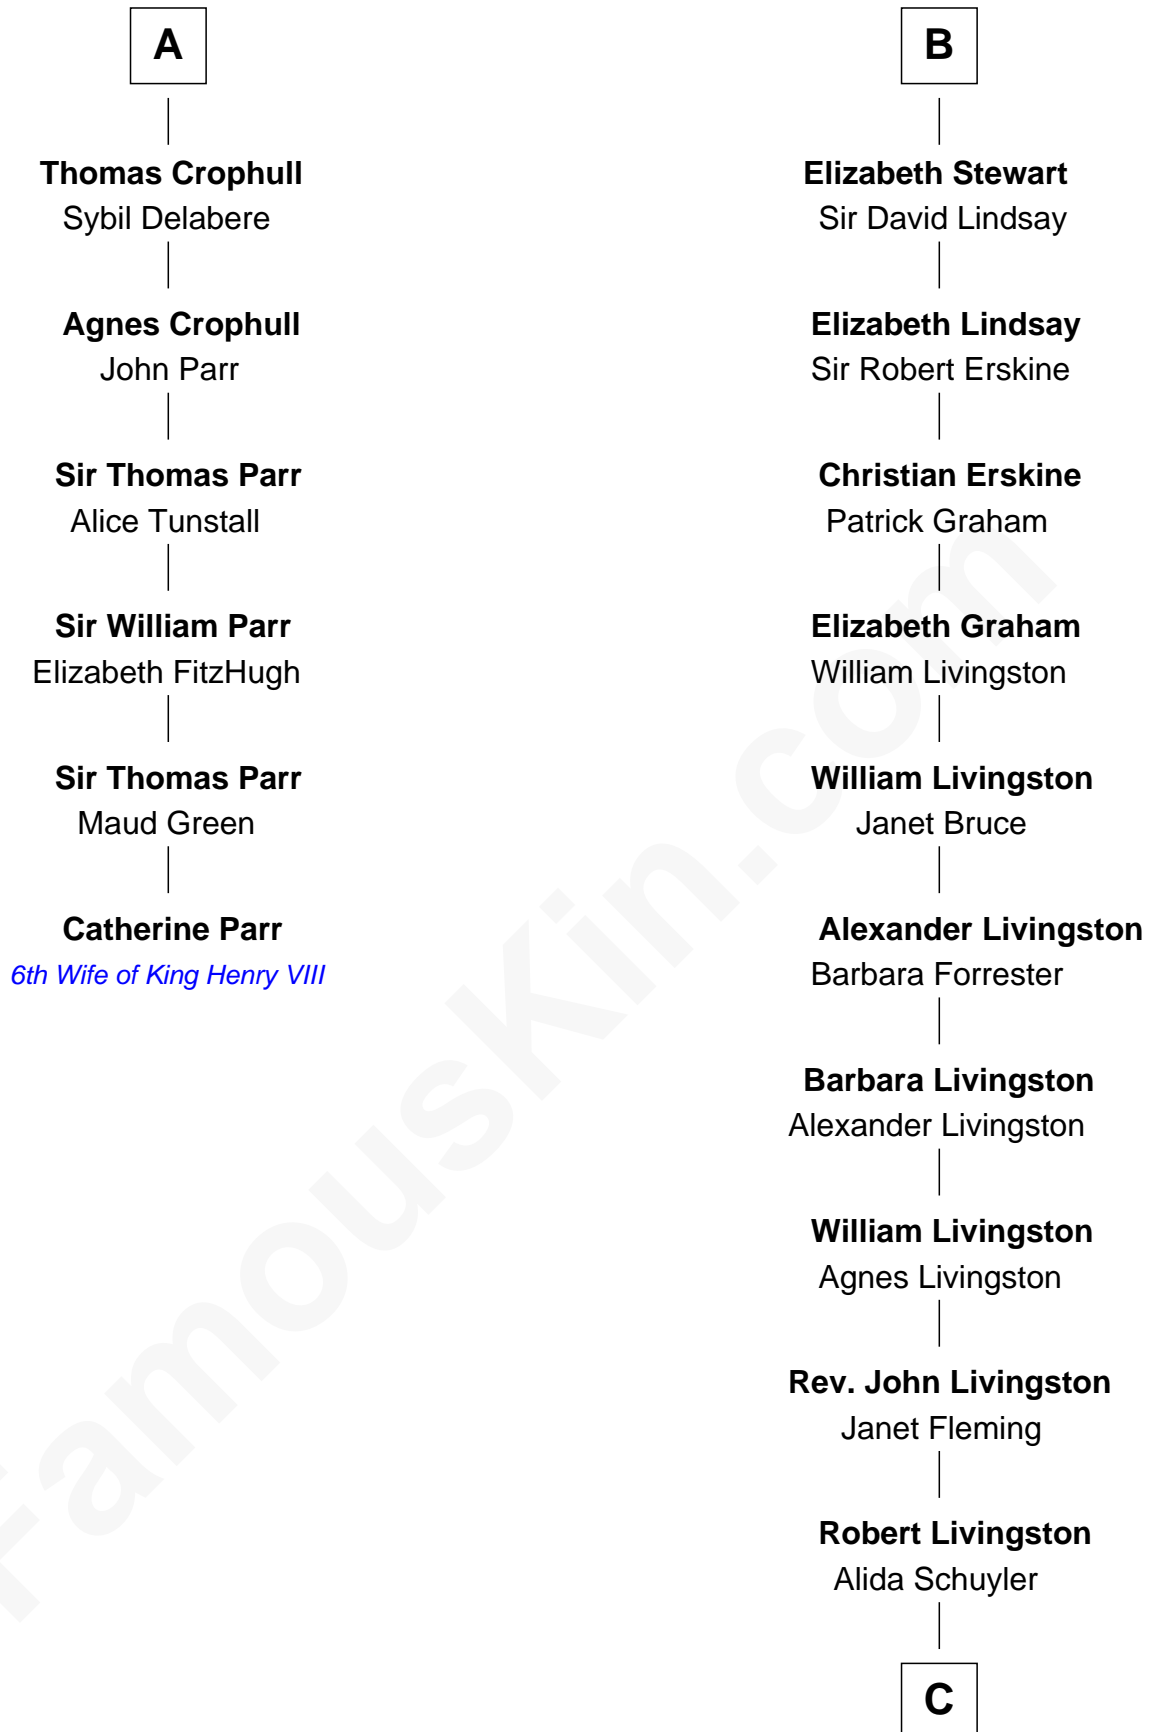 A
Thomas Crophull
Sybil Delabere
Agnes Crophull
John Parr
Sir Thomas Parr
Alice Tunstall
Sir William Parr
Elizabeth FitzHugh
Sir Thomas Parr
Maud Green
Catherine Parr
6th Wife of King Henry VIII
B
Elizabeth Stewart
Sir David Lindsay
Elizabeth Lindsay
Sir Robert Erskine
Christian Erskine
Patrick Graham
Elizabeth Graham
William Livingston
William Livingston
Janet Bruce
Alexander Livingston
Barbara Forrester
Barbara Livingston
Alexander Livingston
William Livingston
Agnes Livingston
Rev. John Livingston
Janet Fleming
Robert Livingston
Alida Schuyler
C
FamousKin.com